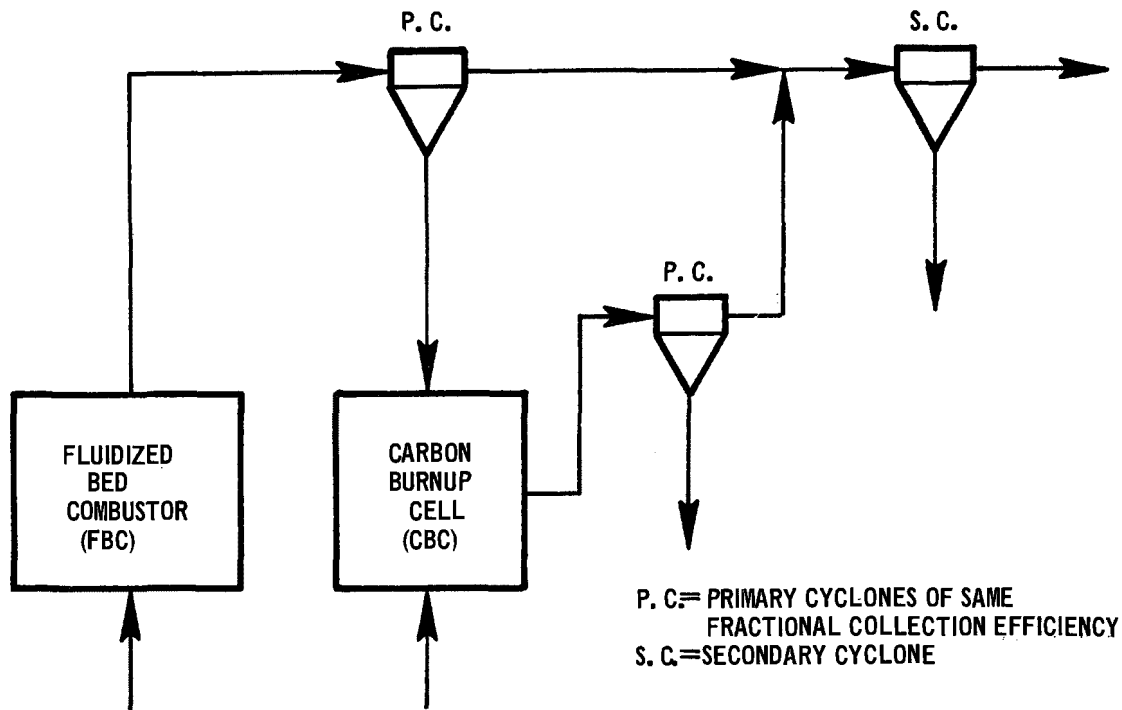 P. C.
S. C.
P. C.
FLUIDIZED
BED
COMBUSTOR
(FBC)
CARBON
BURNUP
CELL
(CBC)
P. C.= PRIMARY CYCLONES OF SAME
FRACTIONAL COLLECTION EFFICIENCY
S. C.=SECONDARY CYCLONE